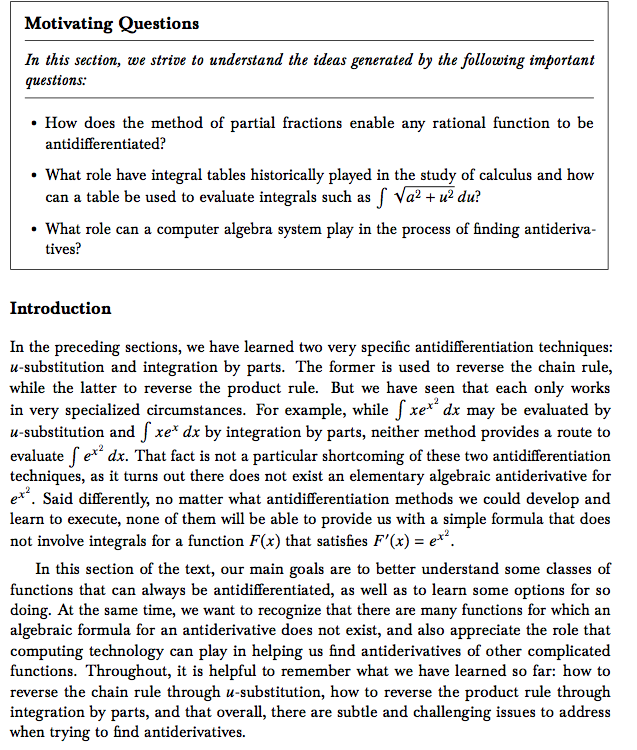 Motivating Questions
In this section, we strive to understand the ideas generated by the following important
questions:
• How does the method of partial fractions enable any rational function to be
antidifferentiated?
• What role have integral tables historically played in the study of calculus and how
can a table be used to evaluate integrals such as ∫ √(a² + u²) du?
• What role can a computer algebra system play in the process of finding antideriva-
tives?
Introduction
In the preceding sections, we have learned two very specific antidifferentiation techniques:
u-substitution and integration by parts. The former is used to reverse the chain rule,
while the latter to reverse the product rule. But we have seen that each only works
in very specialized circumstances. For example, while ∫ xe^{x²} dx may be evaluated by
u-substitution and ∫ xe^x dx by integration by parts, neither method provides a route to
evaluate ∫ e^{x²} dx. That fact is not a particular shortcoming of these two antidifferentiation
techniques, as it turns out there does not exist an elementary algebraic antiderivative for
e^{x²}. Said differently, no matter what antidifferentiation methods we could develop and
learn to execute, none of them will be able to provide us with a simple formula that does
not involve integrals for a function F(x) that satisfies F′(x) = e^{x²}.
In this section of the text, our main goals are to better understand some classes of
functions that can always be antidifferentiated, as well as to learn some options for so
doing. At the same time, we want to recognize that there are many functions for which an
algebraic formula for an antiderivative does not exist, and also appreciate the role that
computing technology can play in helping us find antiderivatives of other complicated
functions. Throughout, it is helpful to remember what we have learned so far: how to
reverse the chain rule through u-substitution, how to reverse the product rule through
integration by parts, and that overall, there are subtle and challenging issues to address
when trying to find antiderivatives.